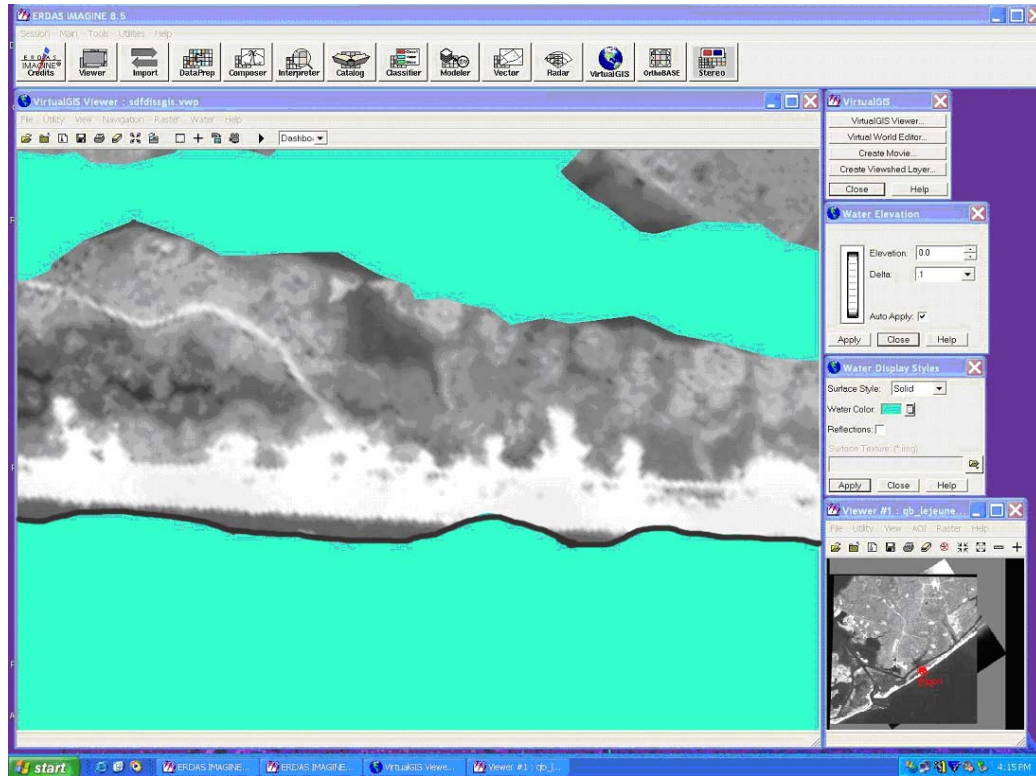 ERDAS IMAGINE 8.5
Session Main Tools Utilities Help
ERDAS
IMAGINE®
Credits
Viewer
Import
DataPrep
Composer
Interpreter
Catalog
Classifier
Modeler
Vector
Radar
VirtualGIS
OrthoBASE
Stereo
VirtualGIS Viewer : sdfdissgis.vwp
File Utility View Navigation Raster Water Help
Dashbo
VirtualGIS
VirtualGIS Viewer...
Virtual World Editor...
Create Movie...
Create Viewshed Layer...
Close Help
Water Elevation
Elevation: 0.0
Delta: .1
Auto Apply:
Apply Close Help
Water Display Styles
Surface Style: Solid
Water Color:
Reflections:
Surface Texture: (*.img)
Apply Close Help
Viewer #1 : qb_lejeune...
File Utility View AOI Raster Help
start
ERDAS IMAGINE...
ERDAS IMAGINE...
VirtualGIS Viewe...
Viewer #1 : qb_l...
4:15 PM